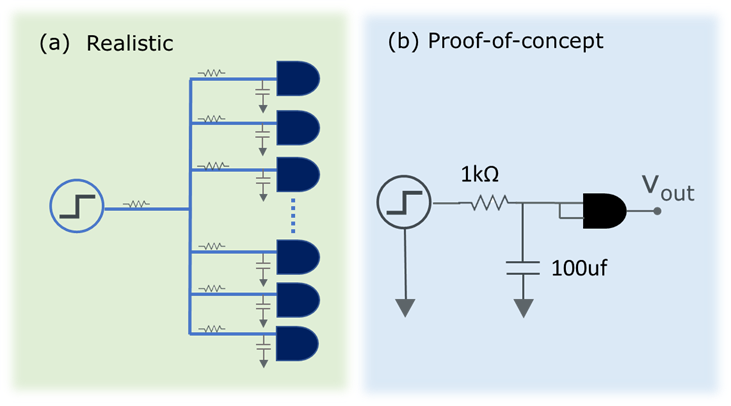 (a) Realistic
(b) Proof-of-concept
1kΩ
Vout
100uf